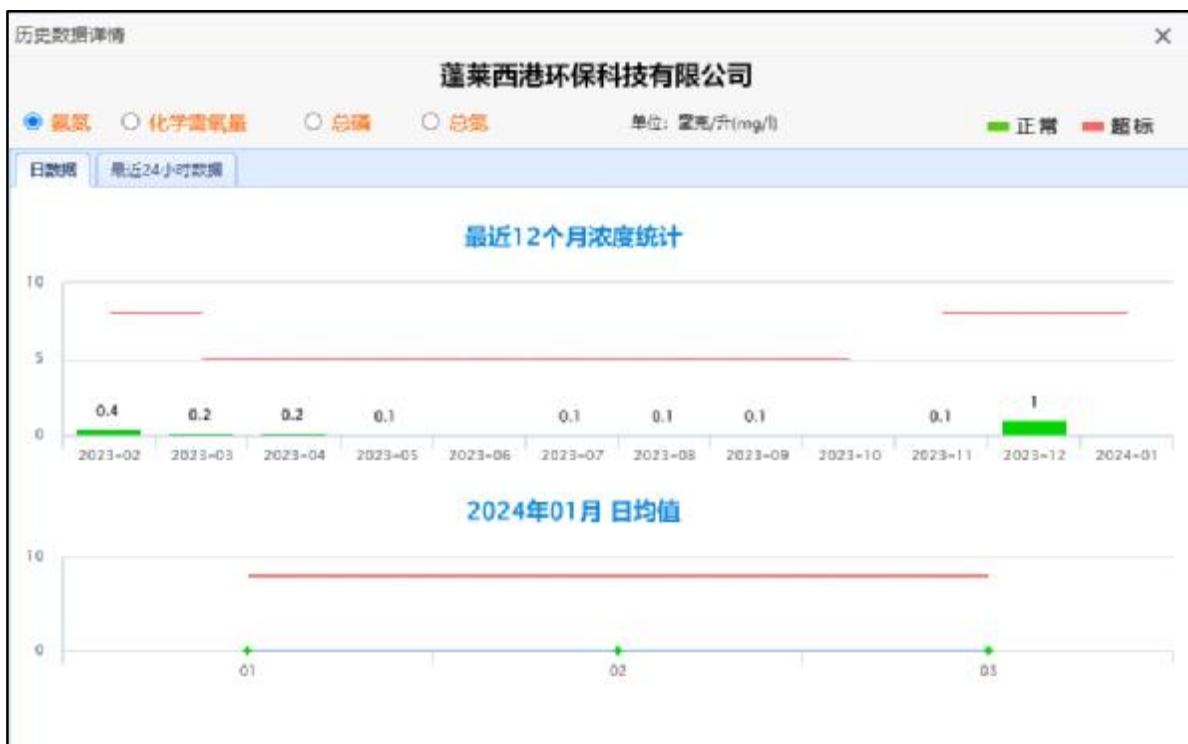 历史数据详情
蓬莱西港环保科技有限公司
氨氮 化学需氧量 总磷 总氮 单位：毫克/升(mg/l) 正常 超标
日数据 最近24小时数据
最近12个月浓度统计
10
5
0
0.4 0.2 0.2 0.1 0.1 0.1 0.1 0.1 1
2023-02 2023-03 2023-04 2023-05 2023-06 2023-07 2023-08 2023-09 2023-10 2023-11 2023-12 2024-01
2024年01月 日均值
10
0
01 02 03